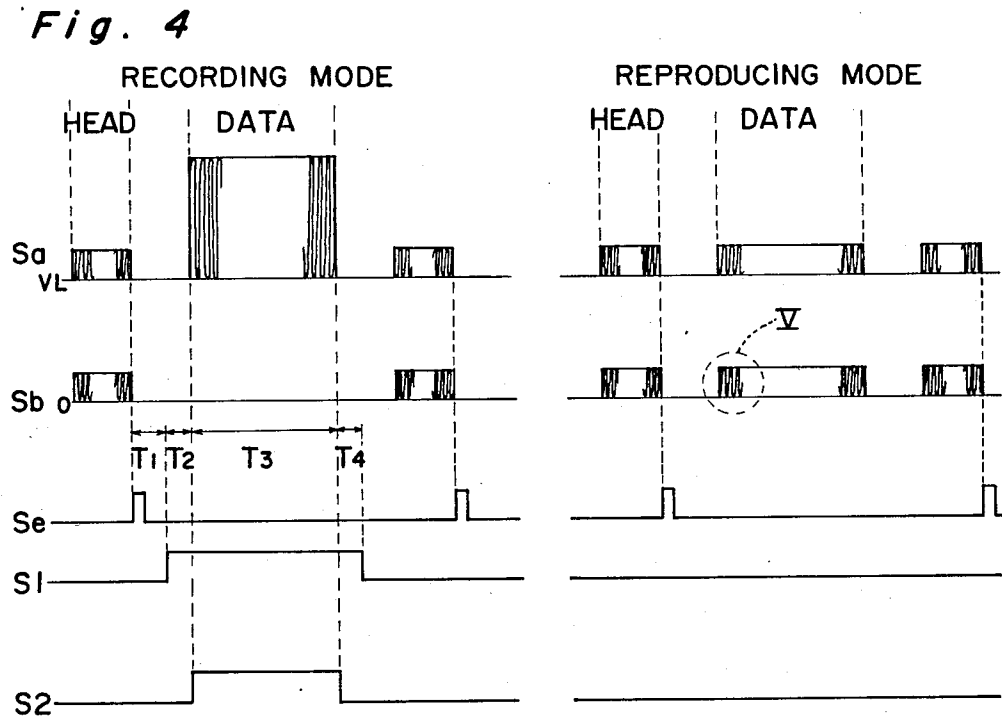 Fig. 4
RECORDING MODE
REPRODUCING MODE
HEAD DATA
HEAD DATA
Sa
VL
V
Sb 0
T1 T2 T3 T4
Se
S1
S2